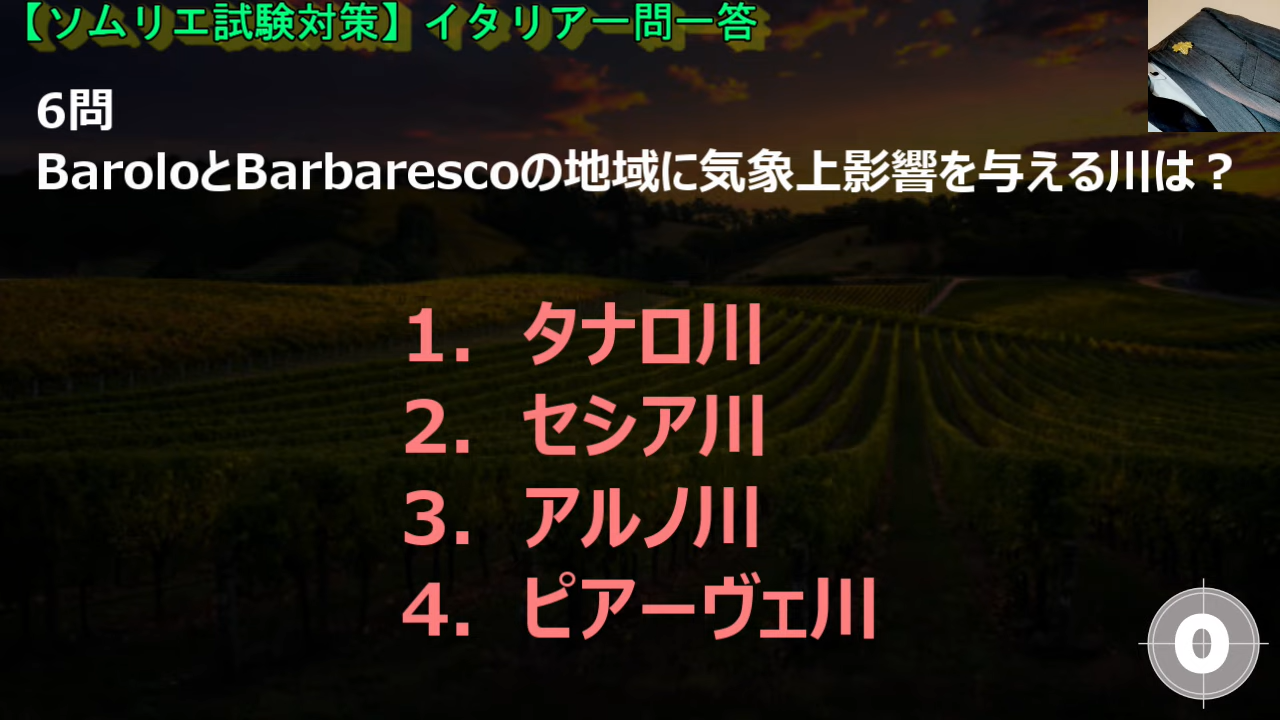 【ソムリエ試験対策】イタリア一問一答
6問
BaroloとBarbarescoの地域に気象上影響を与える川は？
1. タナロ川
2. セシア川
3. アルノ川
4. ピアーヴェ川
0